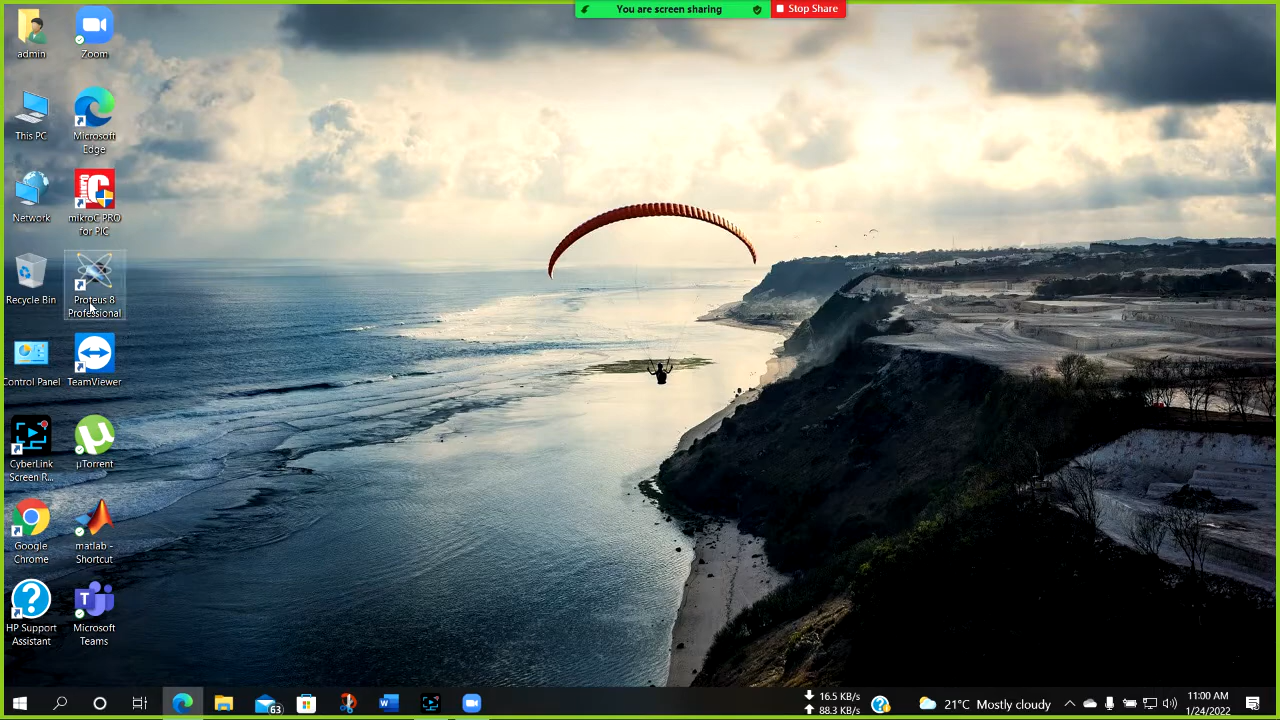 You are screen sharing
Stop Share
admin
Zoom
This PC
Microsoft
Edge
Network
mikroC PRO
for PIC
Recycle Bin
Proteus 8
Professional
Control Panel
TeamViewer
CyberLink
Screen R...
µTorrent
Google
Chrome
matlab -
Shortcut
HP Support
Assistant
Microsoft
Teams
63
16.5 KB/s
88.3 KB/s
21°C Mostly cloudy
11:00 AM
1/24/2022